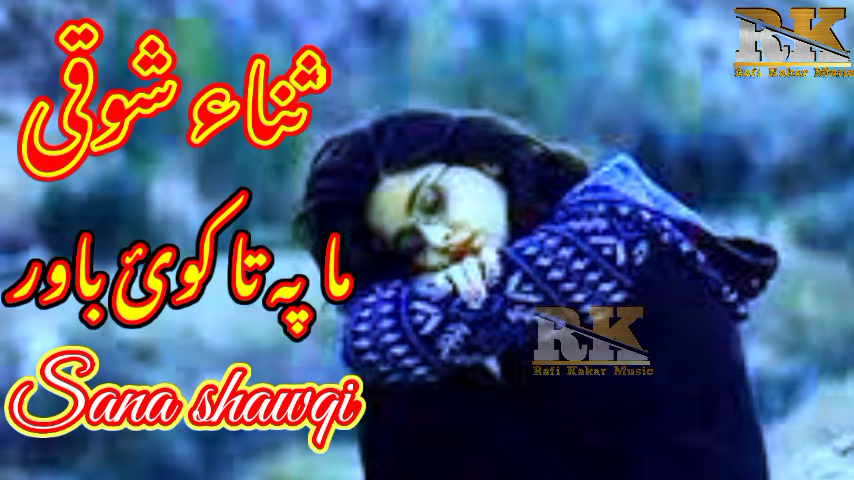 RK
Rafi Kakar Music
ثناء شوقي
ما په تا کوئ باور
Sana shawqi
RK
Rafi Kakar Music